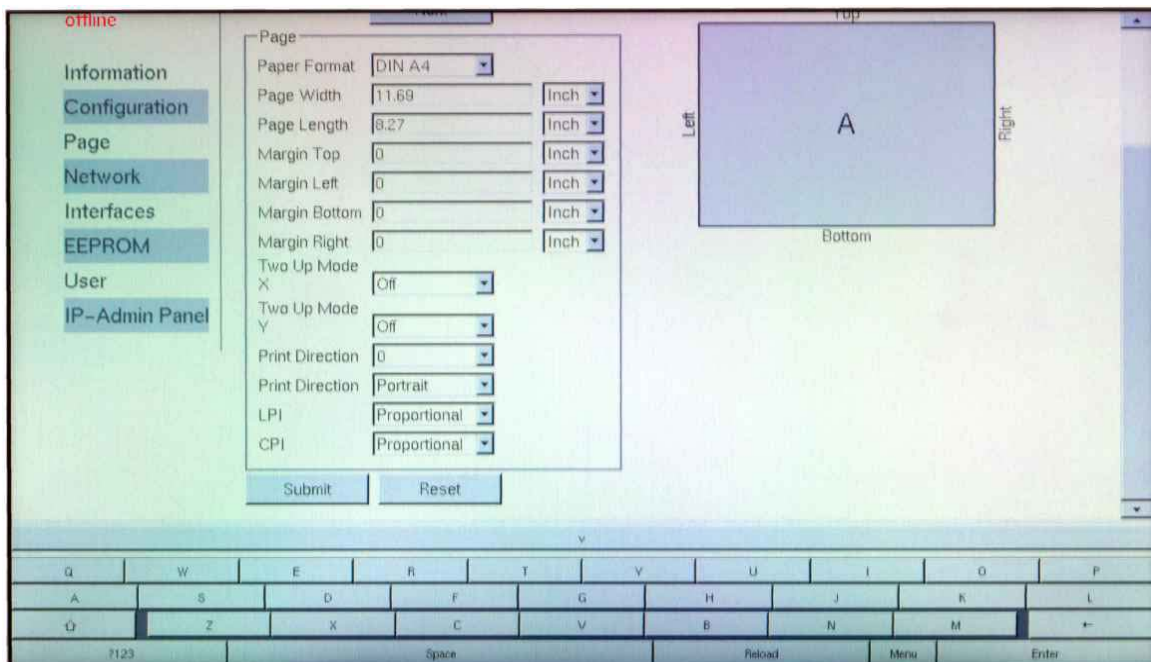 offline
Information
Configuration
Page
Network
Interfaces
EEPROM
User
IP-Admin Panel
Page
Paper Format DIN A4
Page Width 11.69 Inch
Page Length 8.27 Inch
Margin Top 0 Inch
Margin Left 0 Inch
Margin Bottom 0 Inch
Margin Right 0 Inch
Two Up Mode
X Off
Two Up Mode
Y Off
Print Direction 0
Print Direction Portrait
LPI Proportional
CPI Proportional
Submit Reset
Top
Left
A
Right
Bottom
v
Q W E R T Y U I O P
A S D F G H J K L
Z X C V B N M
?123 Space Reload Menu Enter